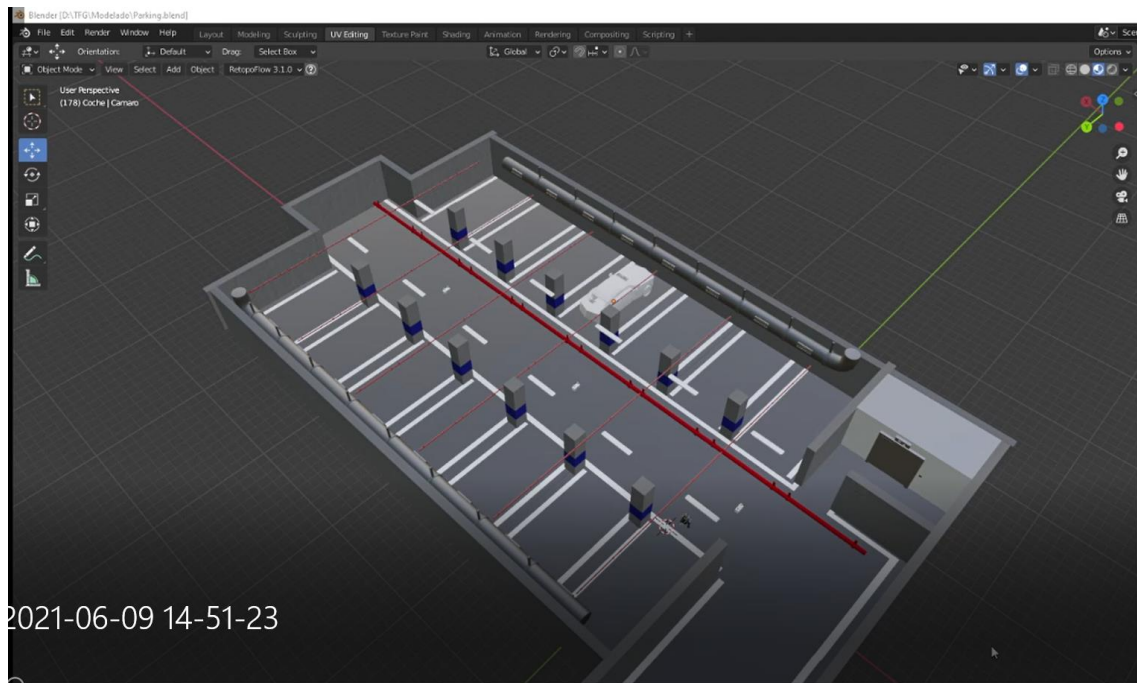 Blender [D:\TFG\Modelado\Parking.blend]
File Edit Render Window Help Layout Modeling Sculpting UV Editing Texture Paint Shading Animation Rendering Compositing Scripting + Scen
Orientation: Default Drag: Select Box Global Options
Object Mode View Select Add Object RetopoFlow 3.1.0 ?
User Perspective
(178) Coche | Camaro
X Z
Y
2021-06-09 14-51-23